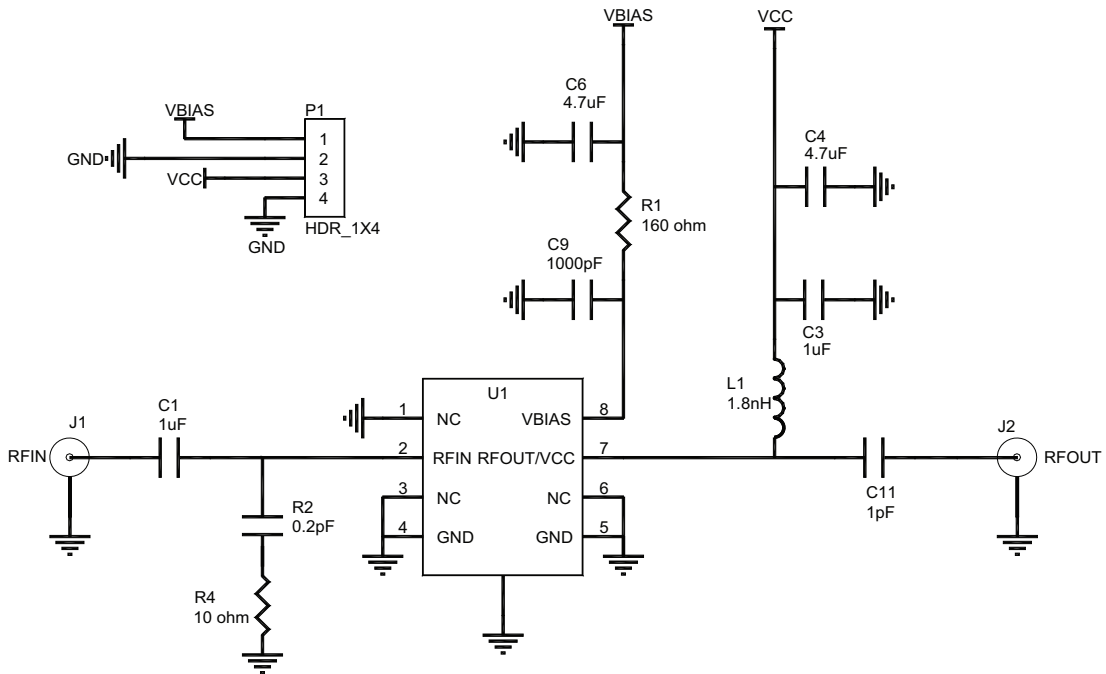 VBIAS
VCC
C6
4.7uF
P1
VBIAS
1
GND
2
VCC
3
4
HDR_1X4
GND
C4
4.7uF
R1
160 ohm
C9
1000pF
C3
1uF
L1
1.8nH
U1
C1
1uF
J1
RFIN
1
NC
VBIAS
8
2
RFIN
RFOUT/VCC
7
3
NC
NC
6
4
GND
GND
5
J2
RFOUT
C11
1pF
R2
0.2pF
R4
10 ohm